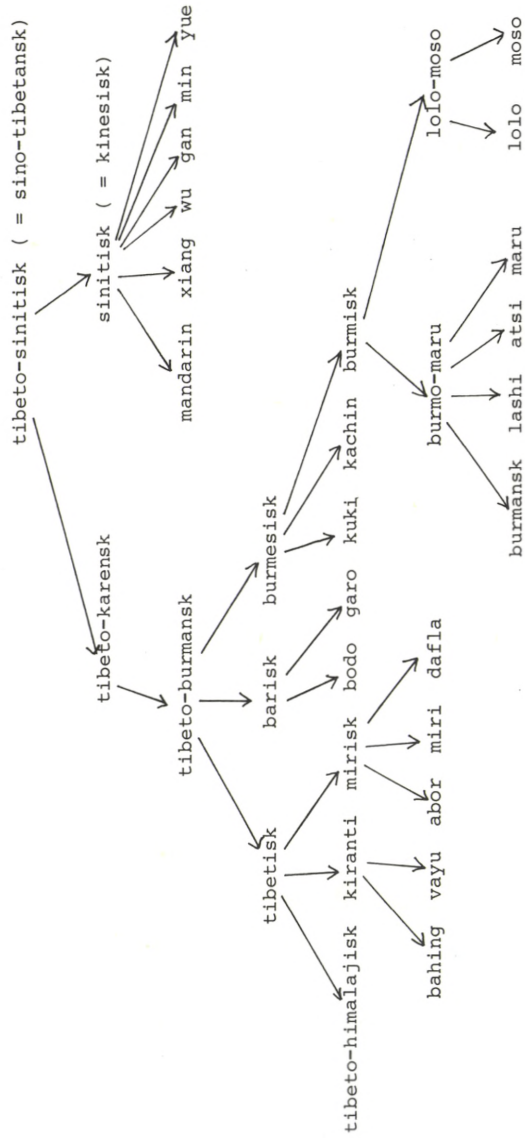 tibeto-sinitisk ( = sino-tibetansk)
tibeto-karensk sinitisk ( = kinesisk)
tibeto-burmansk mandarin xiang wu gan min yue
tibetisk barisk burmesisk
tibeto-himalajisk kiranti mirisk bodo garo kuki kachin burmisk
bahing vayu abor miri dafla burmo-maru lolo-moso
burmansk lashi atsi maru lolo moso